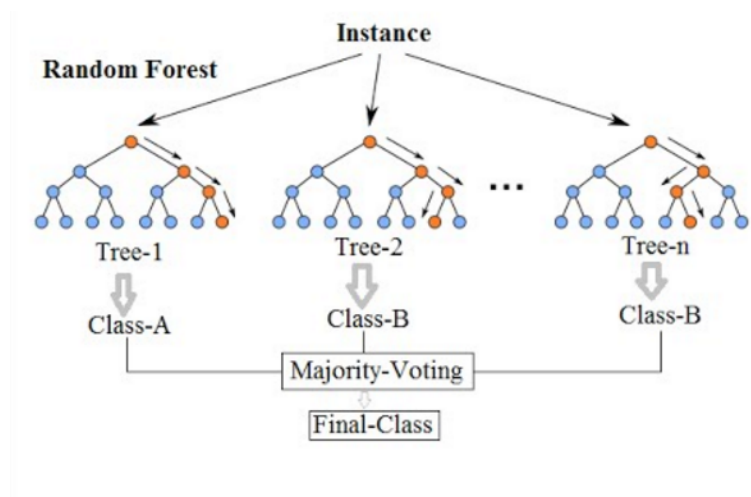 Instance
Random Forest
...
Tree-1
Tree-2
Tree-n
Class-A
Class-B
Class-B
Majority-Voting
Final-Class